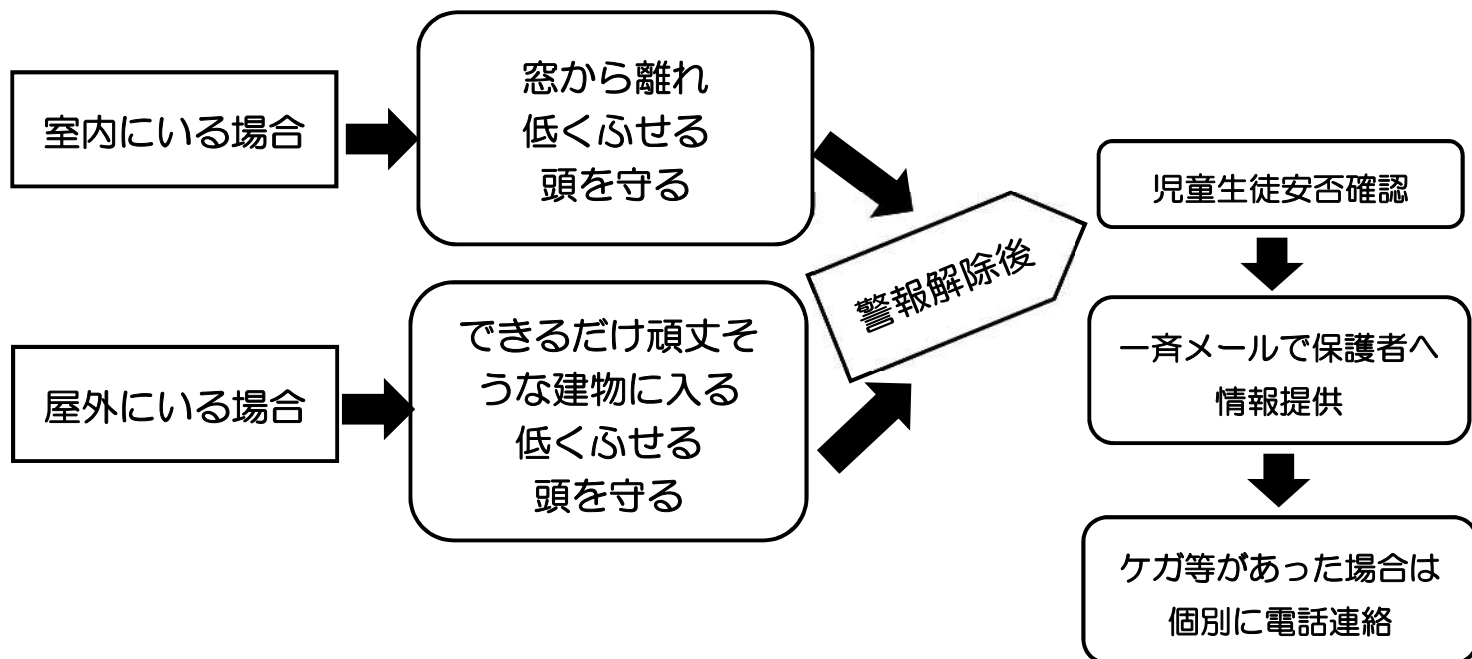 室内にいる場合
窓から離れ
低くふせる
頭を守る
屋外にいる場合
できるだけ頑丈そ
うな建物に入る
低くふせる
頭を守る
警報解除後
児童生徒安否確認
一斉メールで保護者へ
情報提供
ケガ等があった場合は
個別に電話連絡